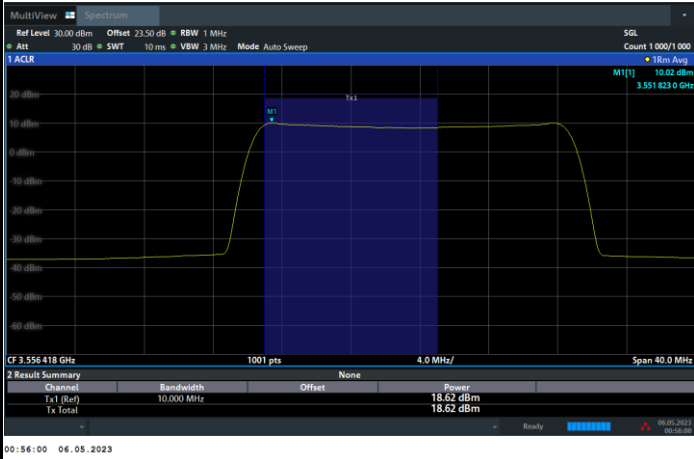 MultiView Spectrum
Ref Level 30.00 dBm Offset 23.50 dB RBW 1 MHz SGL
Att 30 dB SWT 10 ms VBW 3 MHz Mode Auto Sweep Count 1 000/1 000
1 ACLR 1Rm Avg
M1[1] 10.02 dBm
3.551 823 0 GHz
20 dBm
Tx1
M1
10 dBm
0 dBm
-10 dBm
-20 dBm
-30 dBm
-40 dBm
-50 dBm
-60 dBm
CF 3.556 418 GHz 1001 pts 4.0 MHz/ Span 40.0 MHz
2 Result Summary None
Channel Bandwidth Offset Power
Tx1 (Ref) 10.000 MHz 18.62 dBm
Tx Total 18.62 dBm
Ready 06.05.2023
00:56:00
00:56:00 06.05.2023